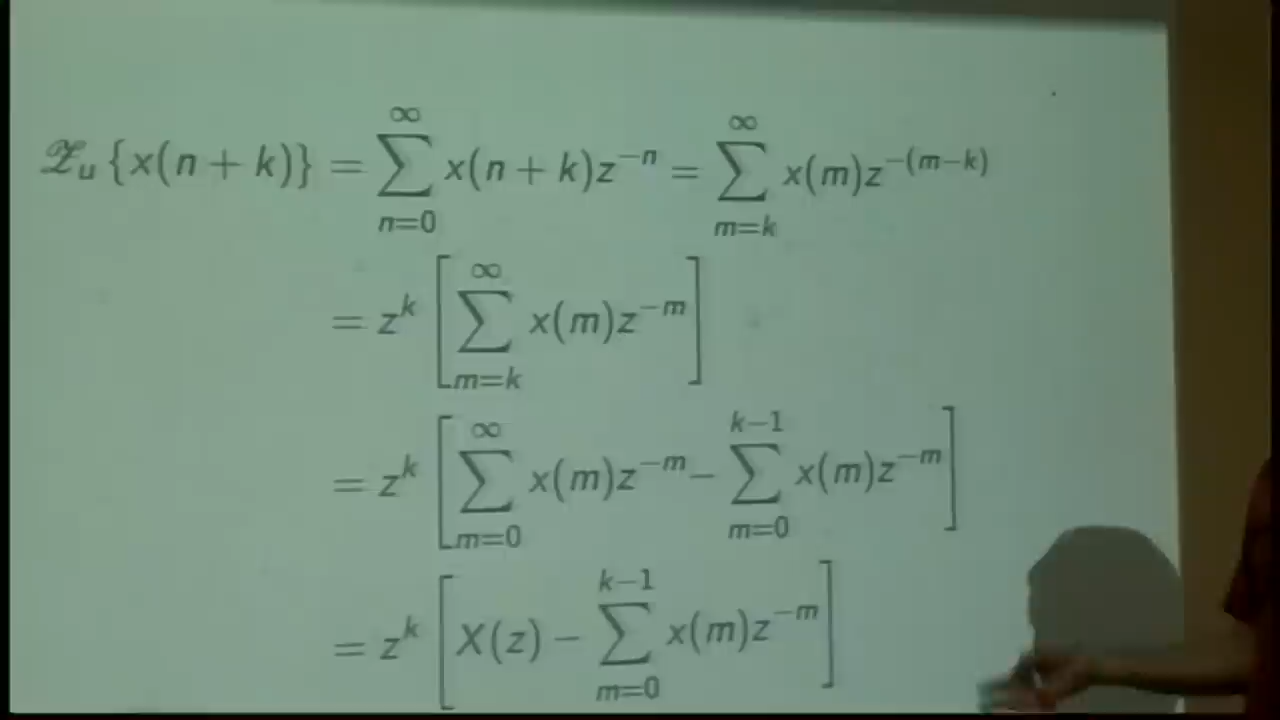 𝒵ᵤ {x(n + k)} = ∑_{n=0}^{∞} x(n + k)z^{−n} = ∑_{m=k}^{∞} x(m)z^{−(m−k)}
= z^k [∑_{m=k}^{∞} x(m)z^{−m}]
= z^k [∑_{m=0}^{∞} x(m)z^{−m} − ∑_{m=0}^{k−1} x(m)z^{−m}]
= z^k [X(z) − ∑_{m=0}^{k−1} x(m)z^{−m}]